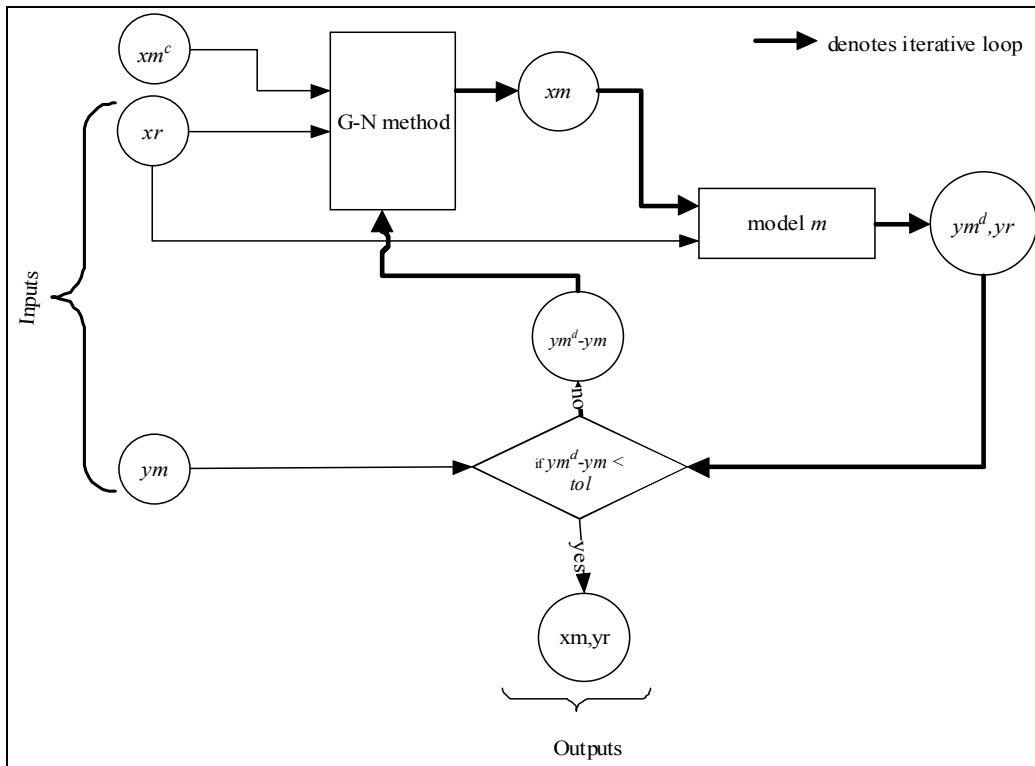 xm^c
denotes iterative loop
G-N method
xm
xr
model m
ym^d,yr
Inputs
ym^d-ym
no
ym
if ym^d-ym <
tol
yes
xm,yr
Outputs